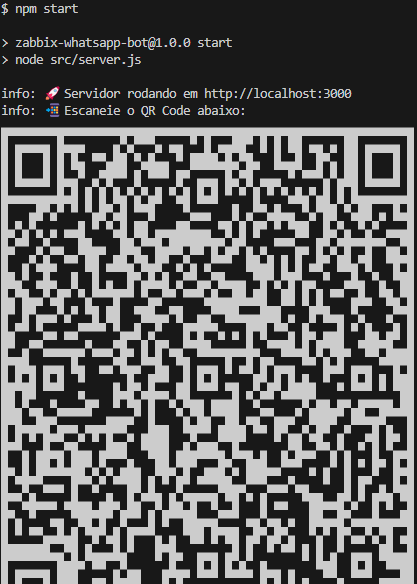 $ npm start
> zabbix-whatsapp-bot@1.0.0 start
> node src/server.js
info: 🚀 Servidor rodando em http://localhost:3000
info: 📲 Escaneie o QR Code abaixo: